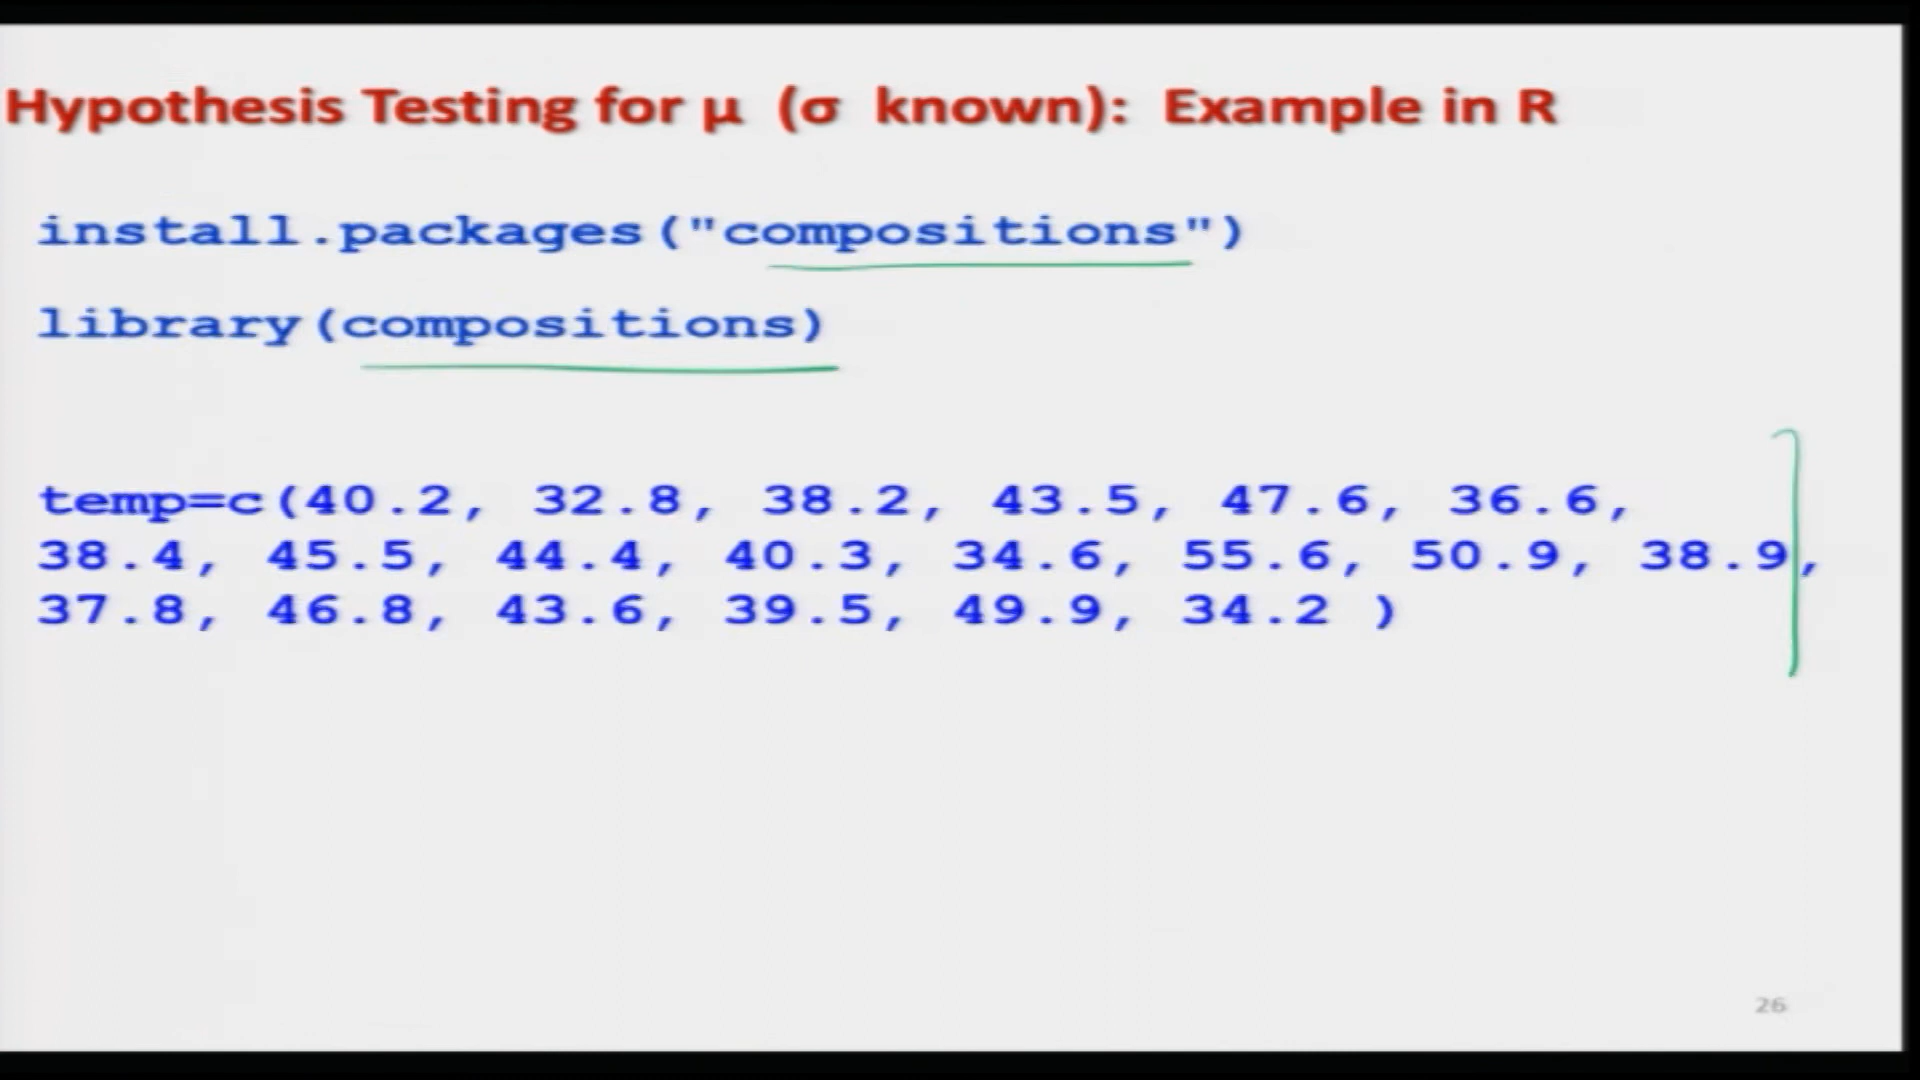 Hypothesis Testing for μ (σ known): Example in R
install.packages("compositions")
library(compositions)
temp=c(40.2, 32.8, 38.2, 43.5, 47.6, 36.6,
38.4, 45.5, 44.4, 40.3, 34.6, 55.6, 50.9, 38.9,
37.8, 46.8, 43.6, 39.5, 49.9, 34.2 )
26